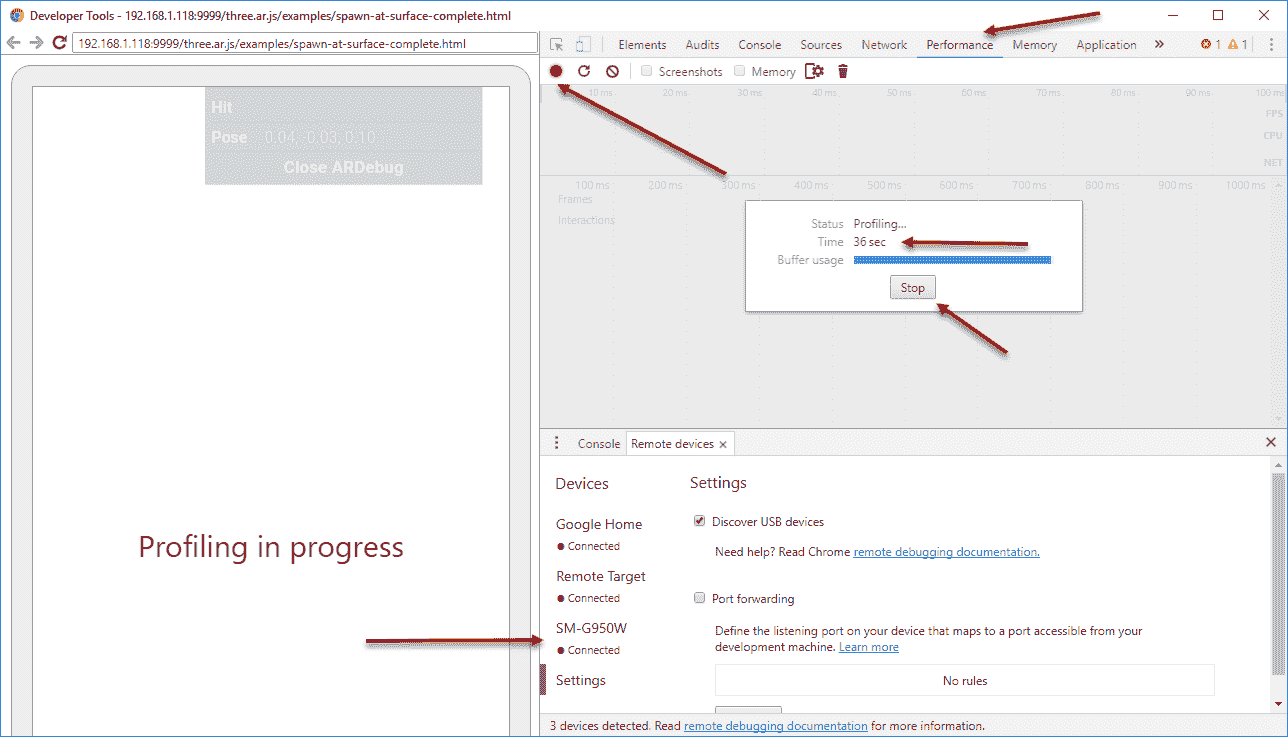 Developer Tools - 192.168.1.118:9999/three.ar.js/examples/spawn-at-surface-complete.html
192.168.1.118:9999/three.ar.js/examples/spawn-at-surface-complete.html
Elements Audits Console Sources Network Performance Memory Application » 1 1
Screenshots Memory
10 ms 20 ms 30 ms 40 ms 50 ms 60 ms 70 ms 80 ms 90 ms 100 ms
FPS
CPU
NET
100 ms 200 ms 300 ms 400 ms 500 ms 600 ms 700 ms 800 ms 900 ms 1000 ms
Frames
Interactions
Hit
Pose 0.04, -0.03, 0.10
Close ARDebug
Status Profiling...
Time 36 sec
Buffer usage
Stop
Profiling in progress
Console Remote devices ×
Devices
Google Home
Connected
Remote Target
Connected
SM-G950W
Connected
Settings
Settings
Discover USB devices
Need help? Read Chrome remote debugging documentation.
Port forwarding
Define the listening port on your device that maps to a port accessible from your
development machine. Learn more
No rules
3 devices detected. Read remote debugging documentation for more information.